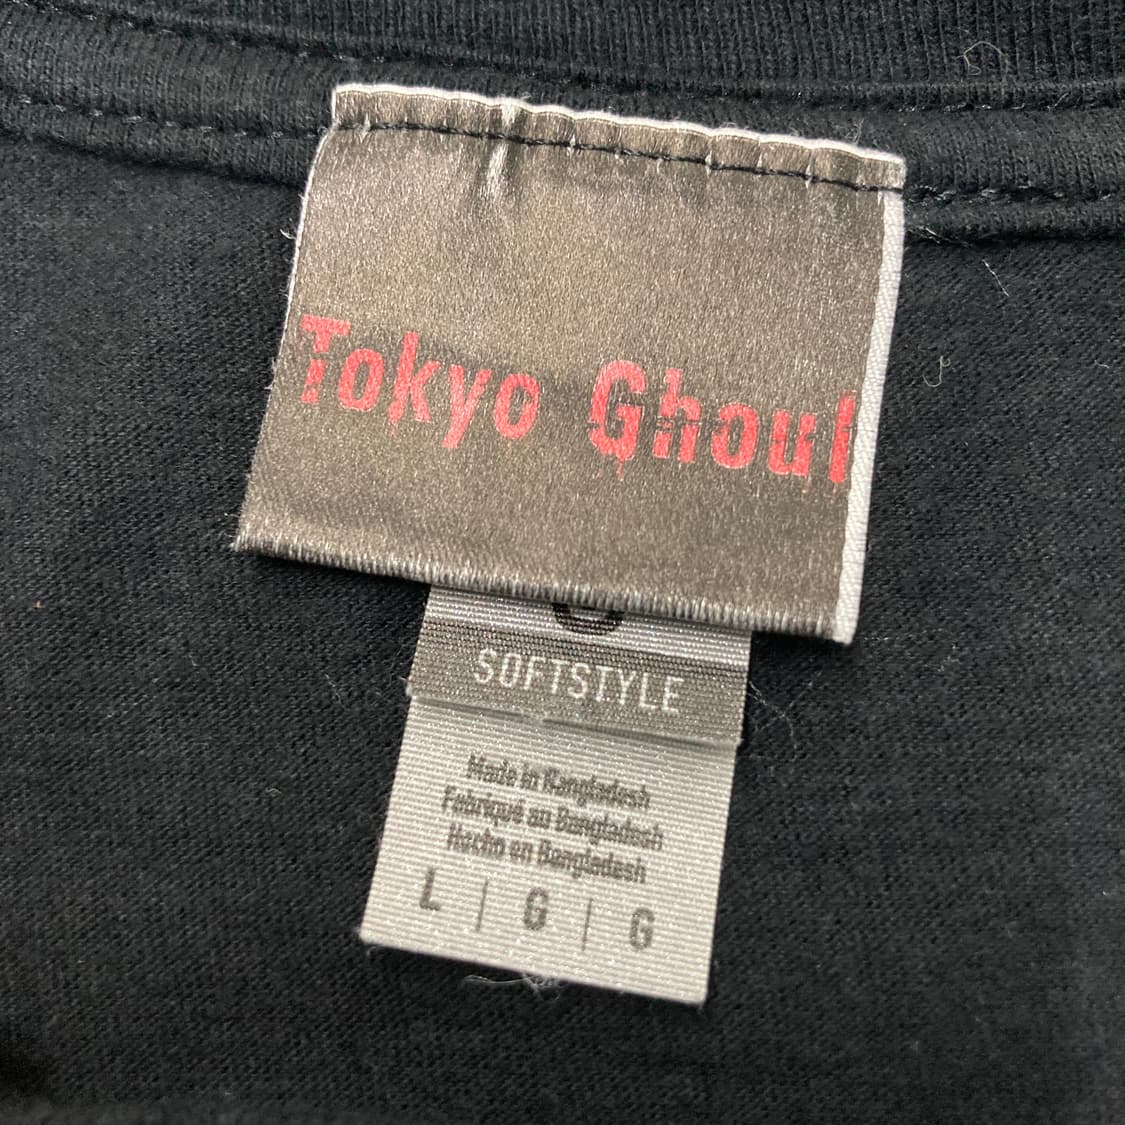 Tokyo Ghoul
SOFTSTYLE
Made in Bangladesh
Fabriqué au Bangladesh
Hecho en Bangladesh
L | G | G